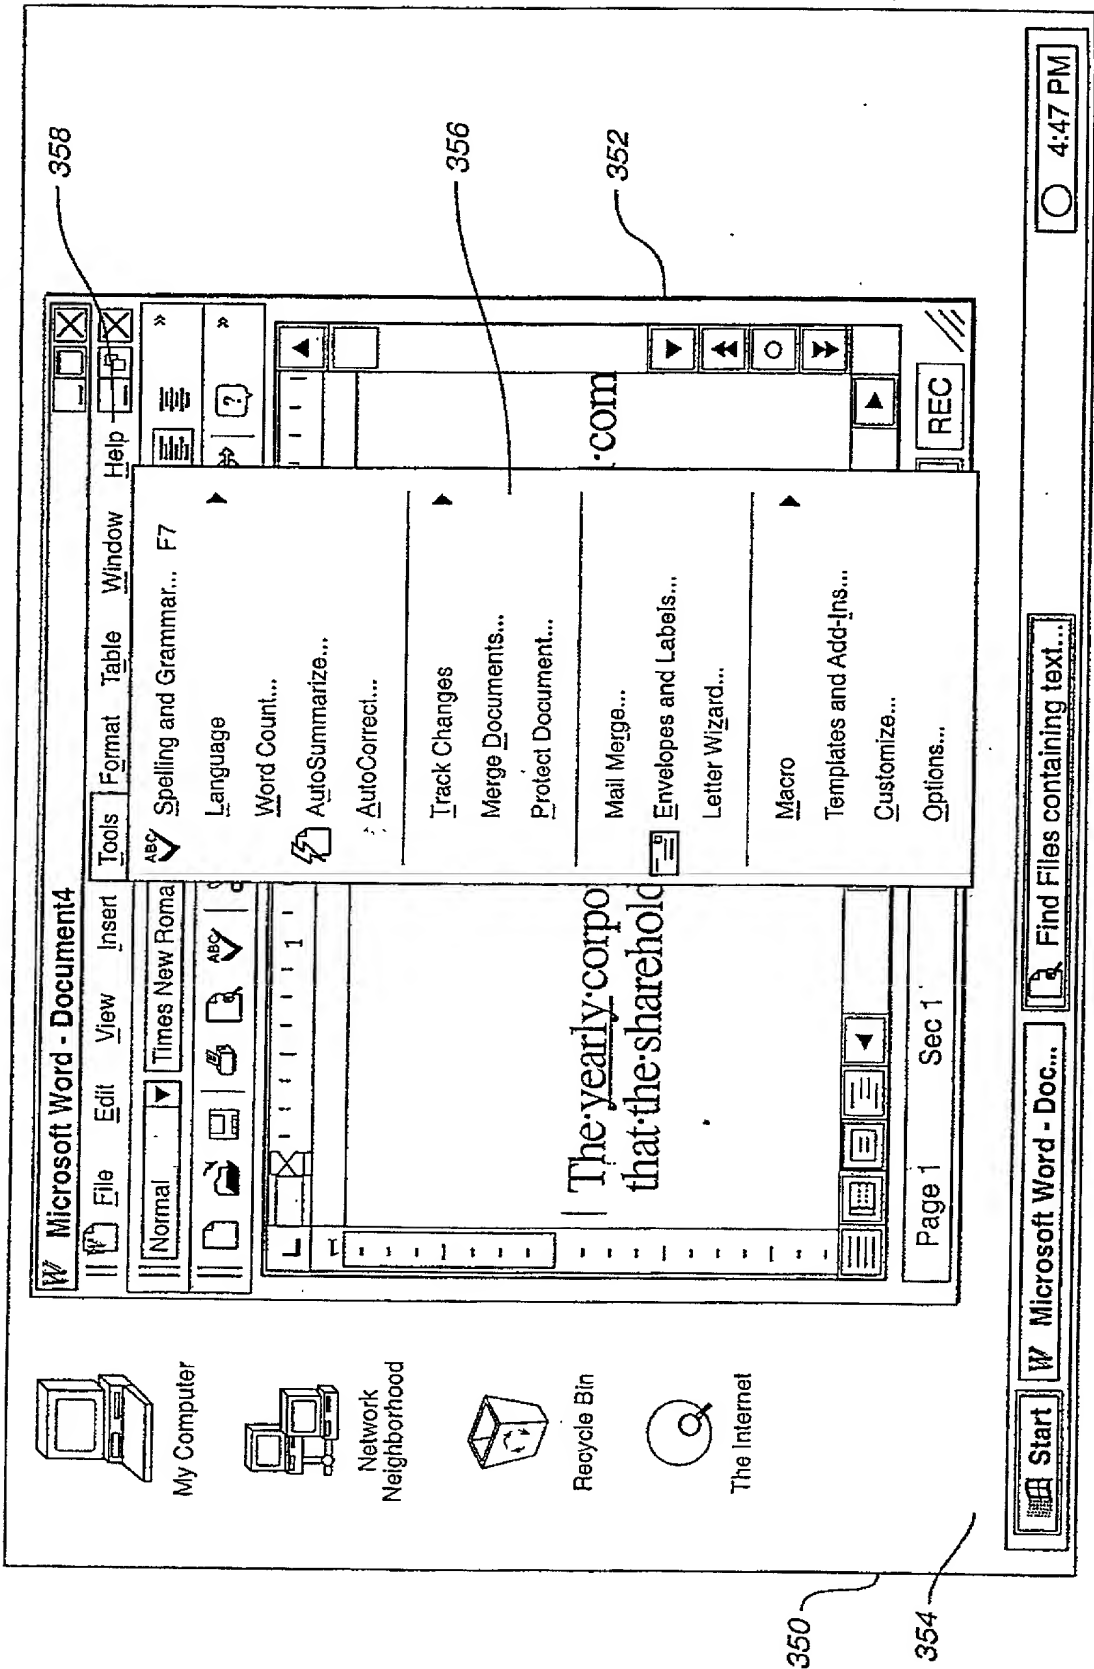 W Microsoft Word - Document4
File Edit View Insert Tools Format Table Window Help
358
Normal Times New Roma
»
ABC
?
»
L 1
1
Spelling and Grammar... F7
Language
Word Count...
AutoSummarize...
AutoCorrect...
Track Changes
Merge Documents...
Protect Document...
Mail Merge...
Envelopes and Labels...
Letter Wizard...
Macro
Templates and Add-Ins...
Customize...
Options...
ABC
356
352
The·yearly·corpo ·com
that·the·sharehold
Page 1 Sec 1 REC
My Computer
Network
Neighborhood
Recycle Bin
The Internet
Start W Microsoft Word - Doc... Find Files containing text... 4:47 PM
350
354